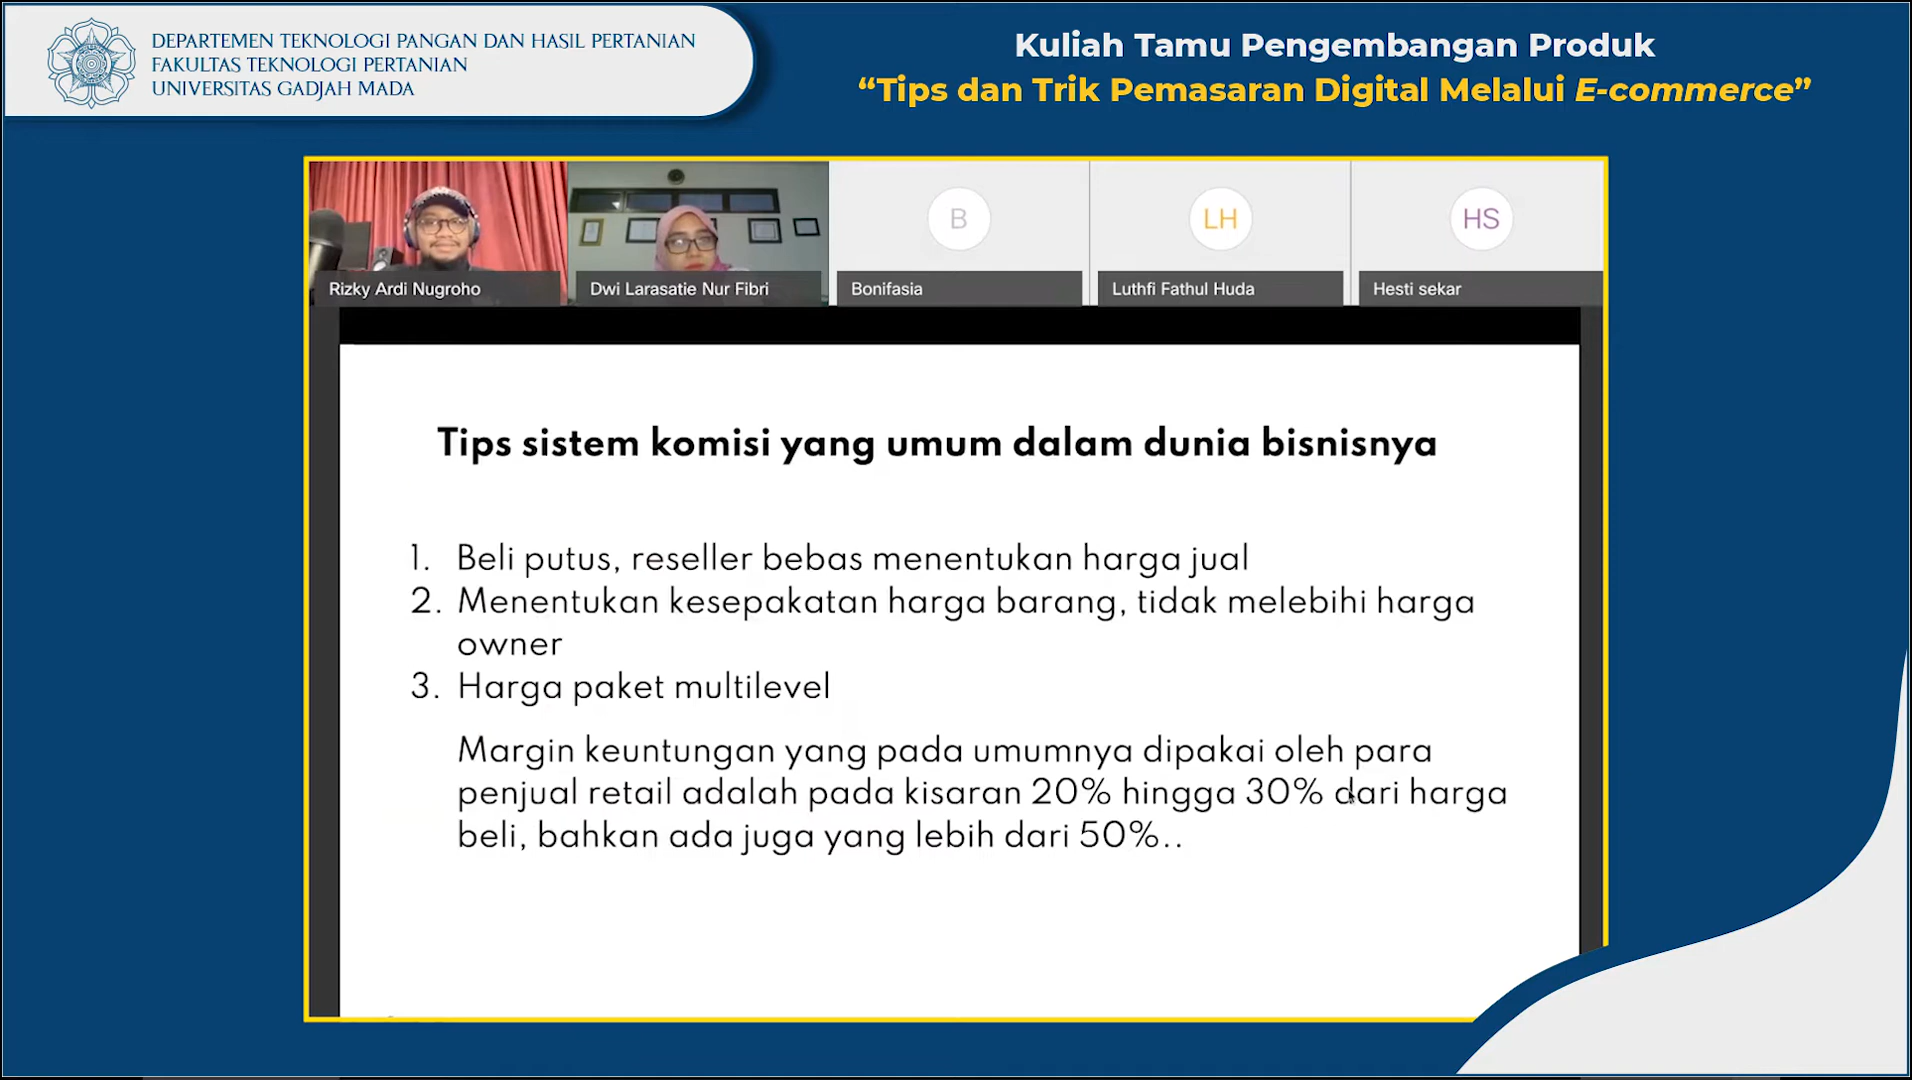 DEPARTEMEN TEKNOLOGI PANGAN DAN HASIL PERTANIAN
FAKULTAS TEKNOLOGI PERTANIAN
UNIVERSITAS GADJAH MADA
Kuliah Tamu Pengembangan Produk
“Tips dan Trik Pemasaran Digital Melalui E-commerce”
B
LH
HS
Rizky Ardi Nugroho
Dwi Larasatie Nur Fibri
Bonifasia
Luthfi Fathul Huda
Hesti sekar
Tips sistem komisi yang umum dalam dunia bisnisnya
1. Beli putus, reseller bebas menentukan harga jual
2. Menentukan kesepakatan harga barang, tidak melebihi harga
owner
3. Harga paket multilevel
Margin keuntungan yang pada umumnya dipakai oleh para
penjual retail adalah pada kisaran 20% hingga 30% dari harga
beli, bahkan ada juga yang lebih dari 50%..